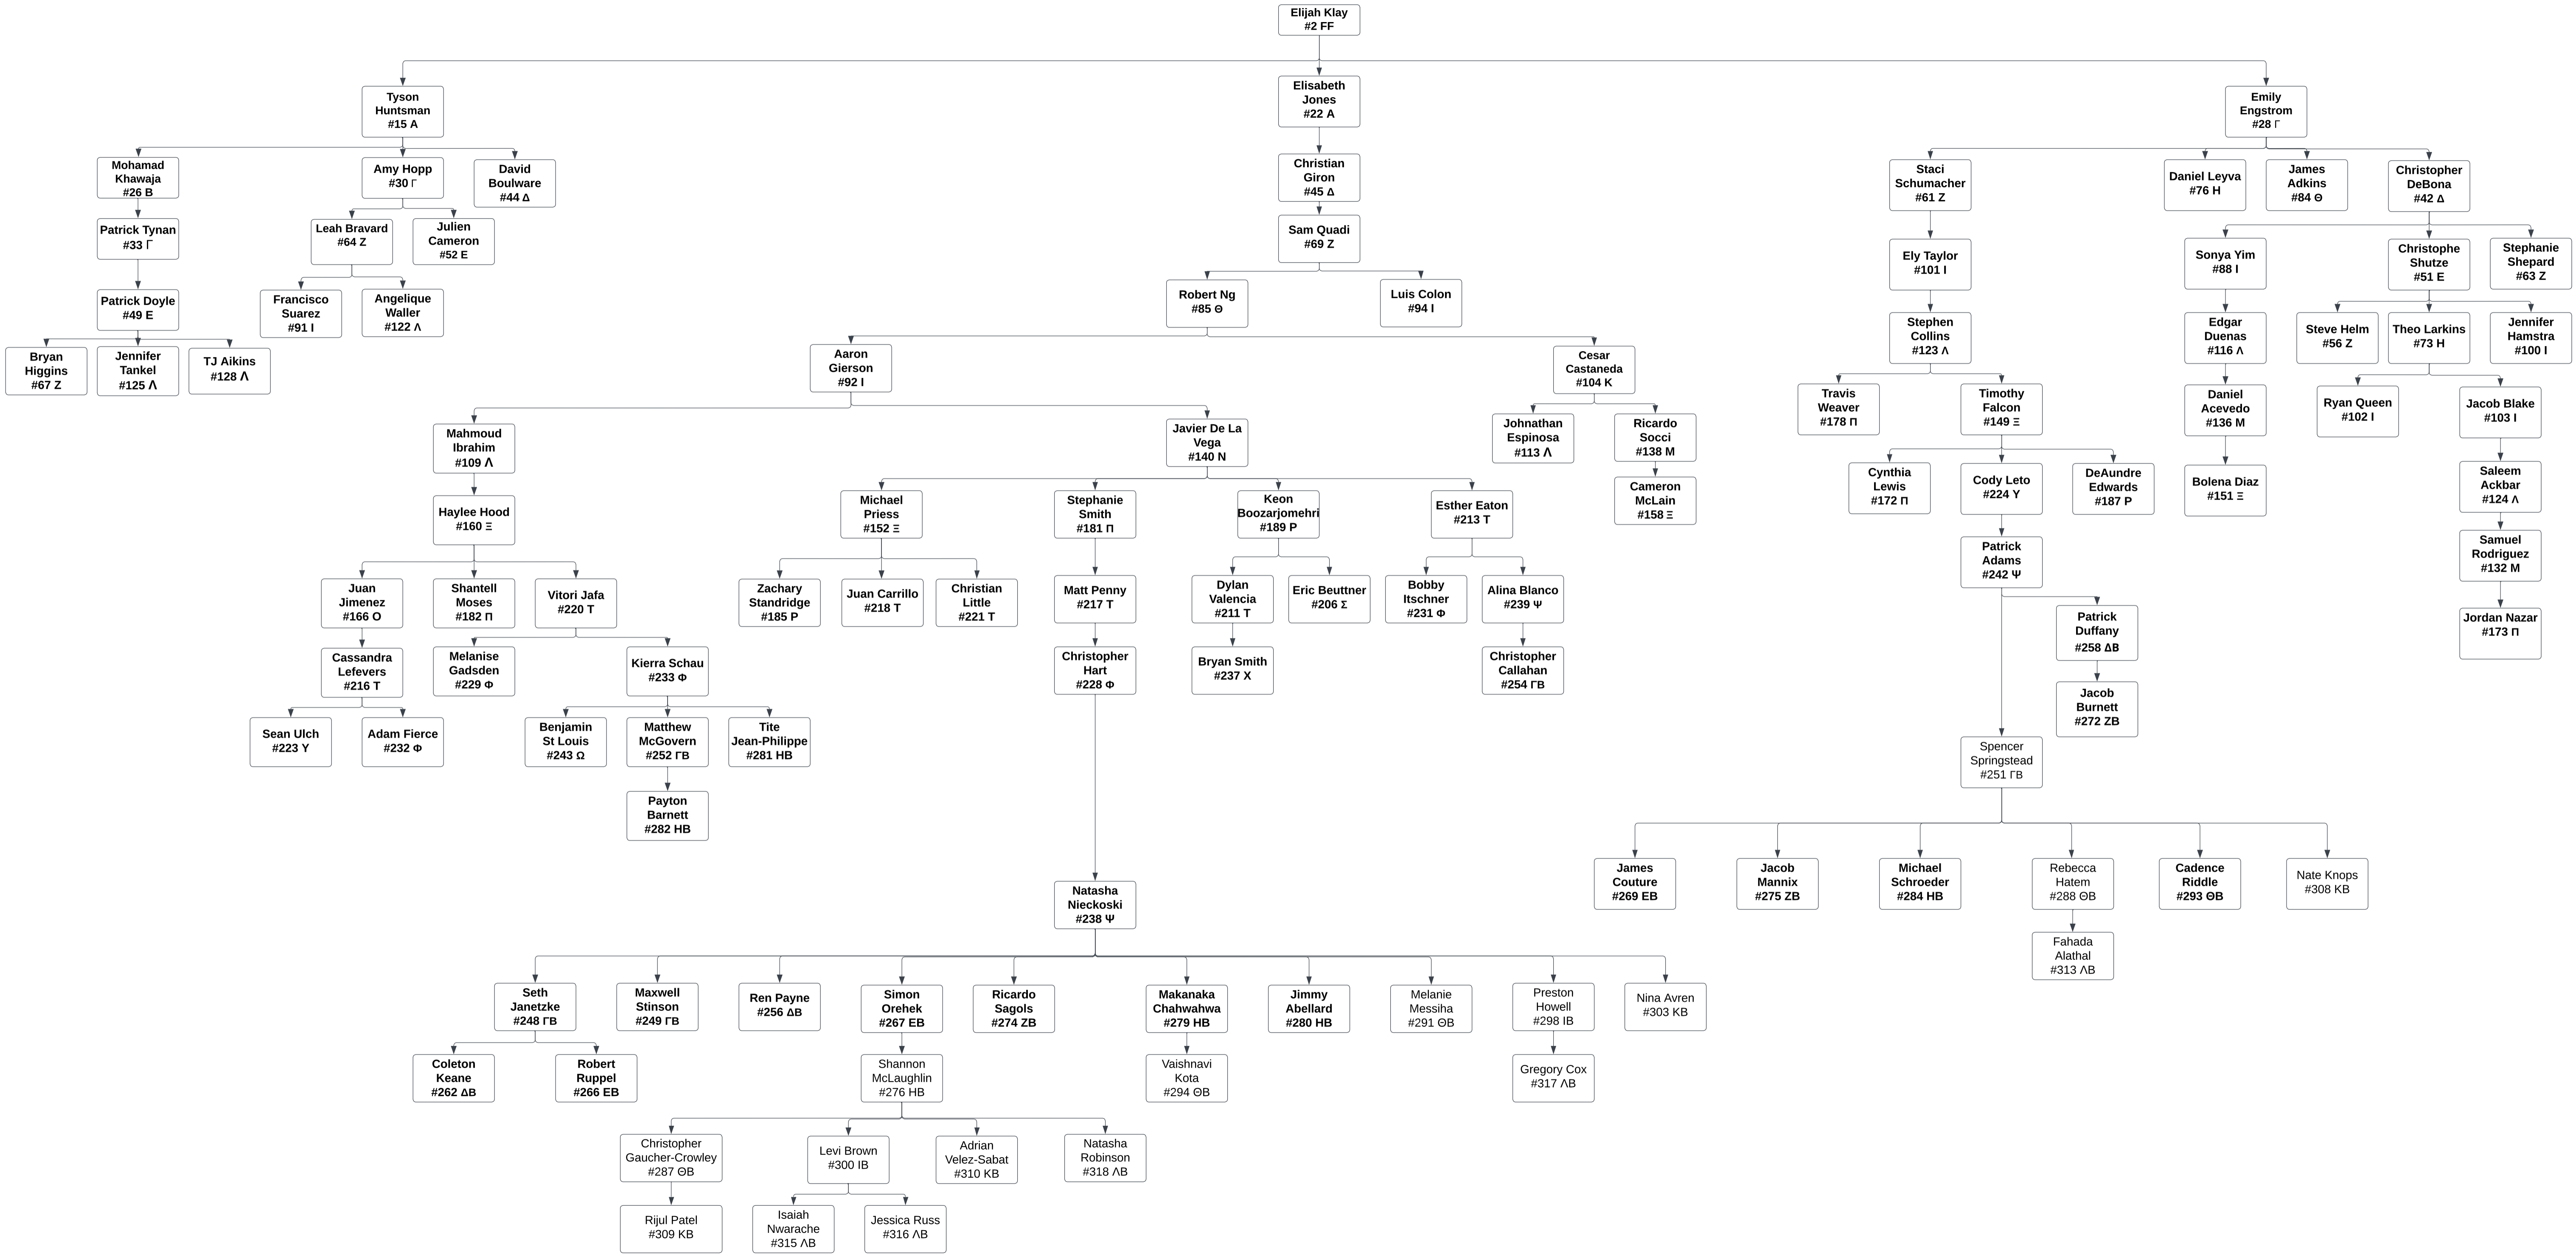 Elijah Klay
#2 FF
Tyson
Huntsman
#15 A
Elisabeth
Jones
#22 A
Emily
Engstrom
#28 Γ
Mohamad
Khawaja
#26 B
Amy Hopp
#30 Γ
David
Boulware
#44 Δ
Christian
Giron
#45 Δ
Staci
Schumacher
#61 Z
Daniel Leyva
#76 H
James
Adkins
#84 Θ
Christopher
DeBona
#42 Δ
Patrick Tynan
#33 Γ
Leah Bravard
#64 Z
Julien
Cameron
#52 E
Sam Quadi
#69 Z
Ely Taylor
#101 I
Sonya Yim
#88 I
Christophe
Shutze
#51 E
Stephanie
Shepard
#63 Z
Patrick Doyle
#49 E
Francisco
Suarez
#91 I
Angelique
Waller
#122 Λ
Robert Ng
#85 Θ
Luis Colon
#94 I
Stephen
Collins
#123 Λ
Edgar
Duenas
#116 Λ
Steve Helm
#56 Z
Theo Larkins
#73 H
Jennifer
Hamstra
#100 I
Bryan
Higgins
#67 Z
Jennifer
Tankel
#125 Λ
TJ Aikins
#128 Λ
Aaron
Gierson
#92 I
Cesar
Castaneda
#104 K
Travis
Weaver
#178 Π
Timothy
Falcon
#149 Ξ
Daniel
Acevedo
#136 M
Ryan Queen
#102 I
Jacob Blake
#103 I
Mahmoud
Ibrahim
#109 Λ
Javier De La
Vega
#140 N
Johnathan
Espinosa
#113 Λ
Ricardo
Socci
#138 M
Cynthia
Lewis
#172 Π
Cody Leto
#224 Y
DeAundre
Edwards
#187 P
Bolena Diaz
#151 Ξ
Saleem
Ackbar
#124 Λ
Haylee Hood
#160 Ξ
Michael
Priess
#152 Ξ
Stephanie
Smith
#181 Π
Keon
Boozarjomehri
#189 P
Esther Eaton
#213 T
Cameron
McLain
#158 Ξ
Patrick
Adams
#242 Ψ
Samuel
Rodriguez
#132 M
Juan
Jimenez
#166 O
Shantell
Moses
#182 Π
Vitori Jafa
#220 T
Zachary
Standridge
#185 P
Juan Carrillo
#218 T
Christian
Little
#221 T
Matt Penny
#217 T
Dylan
Valencia
#211 T
Eric Beuttner
#206 Σ
Bobby
Itschner
#231 Φ
Alina Blanco
#239 Ψ
Patrick
Duffany
#258 ΔB
Jordan Nazar
#173 Π
Cassandra
Lefevers
#216 T
Melanise
Gadsden
#229 Φ
Kierra Schau
#233 Φ
Christopher
Hart
#228 Φ
Bryan Smith
#237 X
Christopher
Callahan
#254 ΓB
Jacob
Burnett
#272 ZB
Sean Ulch
#223 Y
Adam Fierce
#232 Φ
Benjamin
St Louis
#243 Ω
Matthew
McGovern
#252 ΓB
Tite
Jean-Philippe
#281 HB
Spencer
Springstead
#251 ΓB
Payton
Barnett
#282 HB
James
Couture
#269 EB
Jacob
Mannix
#275 ZB
Michael
Schroeder
#284 HB
Rebecca
Hatem
#288 ΘB
Cadence
Riddle
#293 ΘB
Nate Knops
#308 KB
Natasha
Nieckoski
#238 Ψ
Fahada
Alathal
#313 ΛB
Seth
Janetzke
#248 ΓB
Maxwell
Stinson
#249 ΓB
Ren Payne
#256 ΔB
Simon
Orehek
#267 EB
Ricardo
Sagols
#274 ZB
Makanaka
Chahwahwa
#279 HB
Jimmy
Abellard
#280 HB
Melanie
Messiha
#291 ΘB
Preston
Howell
#298 IB
Nina Avren
#303 KB
Coleton
Keane
#262 ΔB
Robert
Ruppel
#266 EB
Shannon
McLaughlin
#276 HB
Vaishnavi
Kota
#294 ΘB
Gregory Cox
#317 ΛB
Christopher
Gaucher-Crowley
#287 ΘB
Levi Brown
#300 IB
Adrian
Velez-Sabat
#310 KB
Natasha
Robinson
#318 ΛB
Rijul Patel
#309 KB
Isaiah
Nwarache
#315 ΛB
Jessica Russ
#316 ΛB